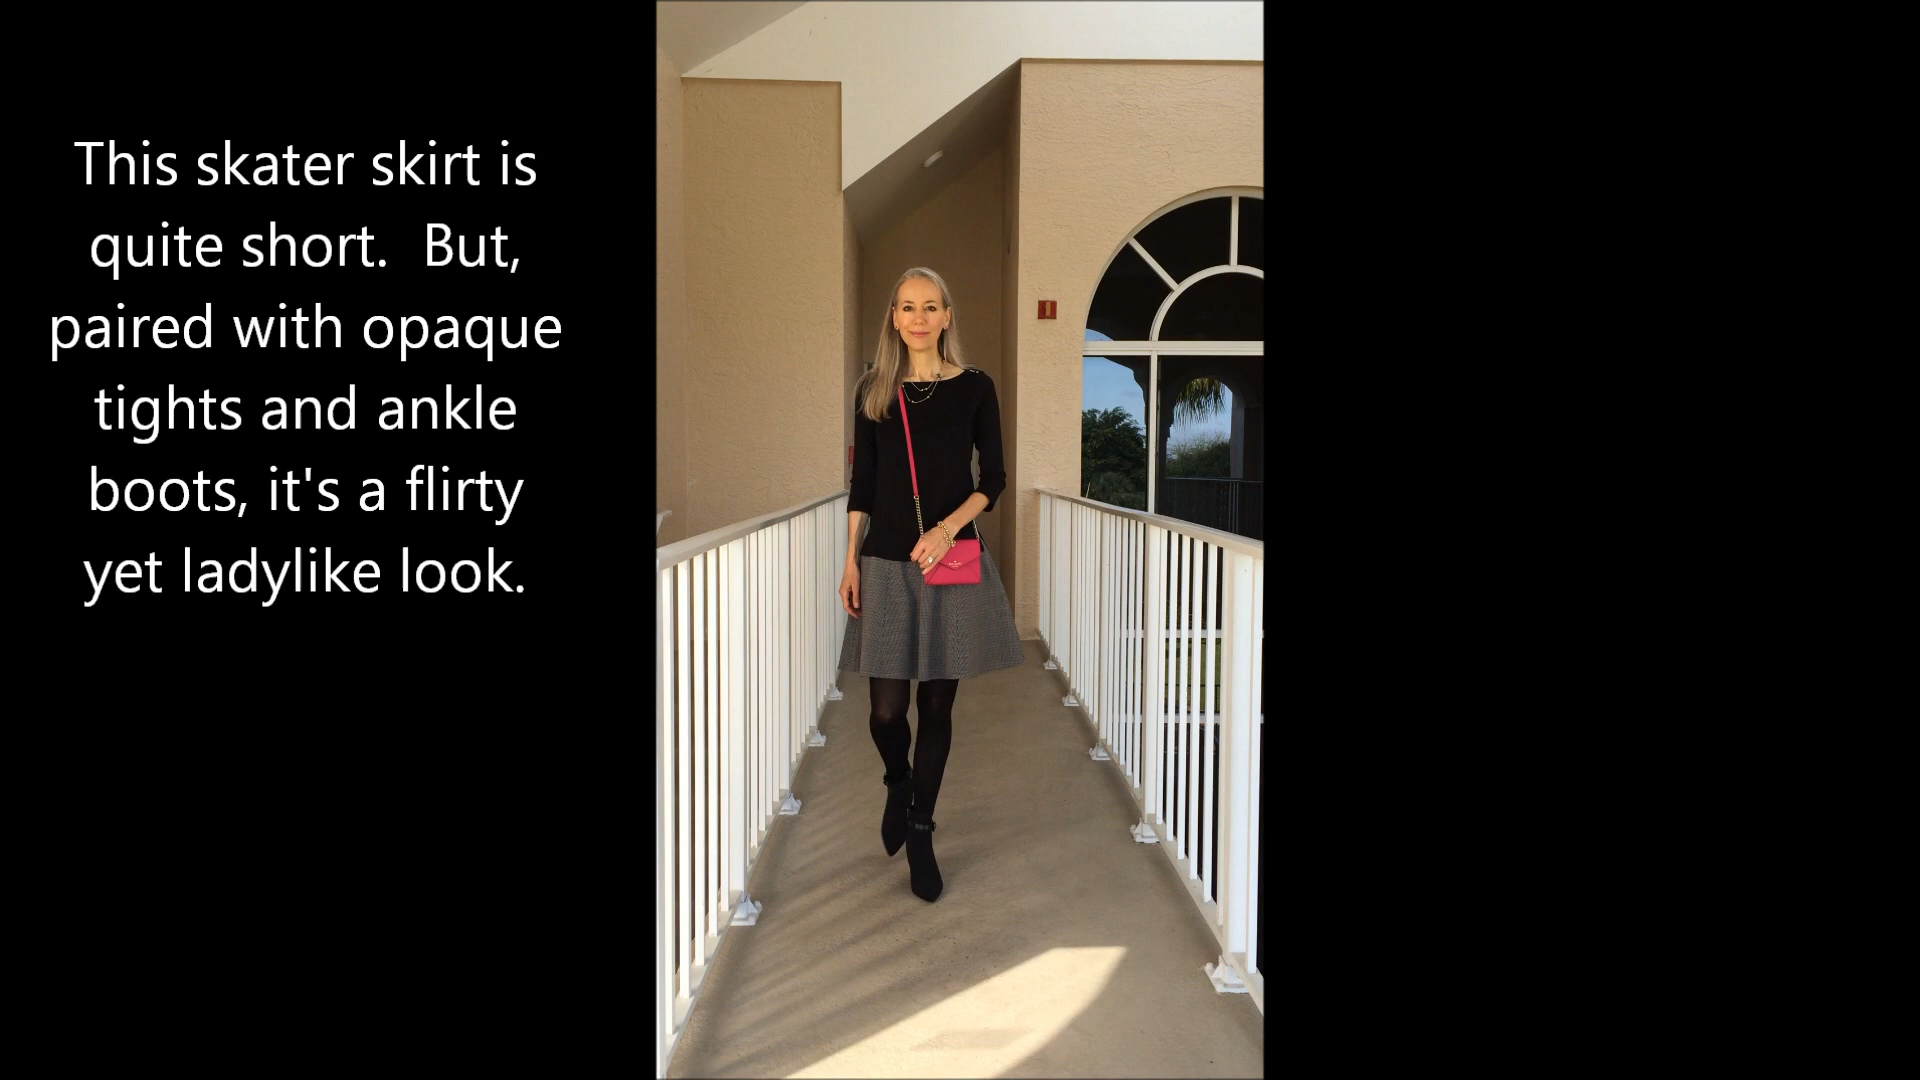 This skater skirt is
quite short.  But,
paired with opaque
tights and ankle
boots, it's a flirty
yet ladylike look.